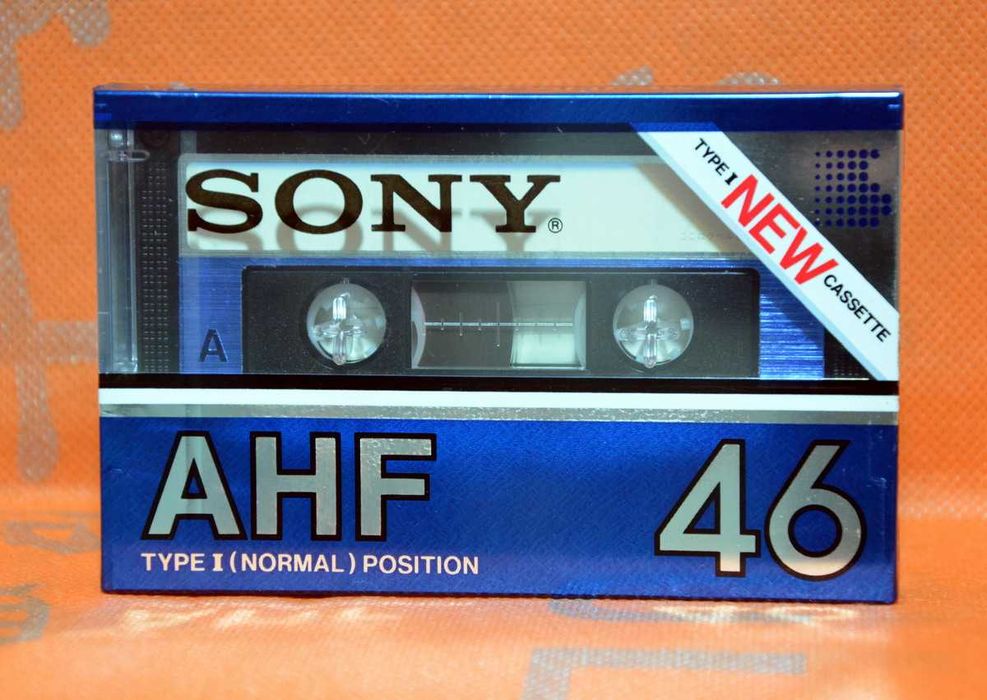 SONY®
TYPE I
NEW
CASSETTE
A
AHF 46
TYPE I (NORMAL) POSITION